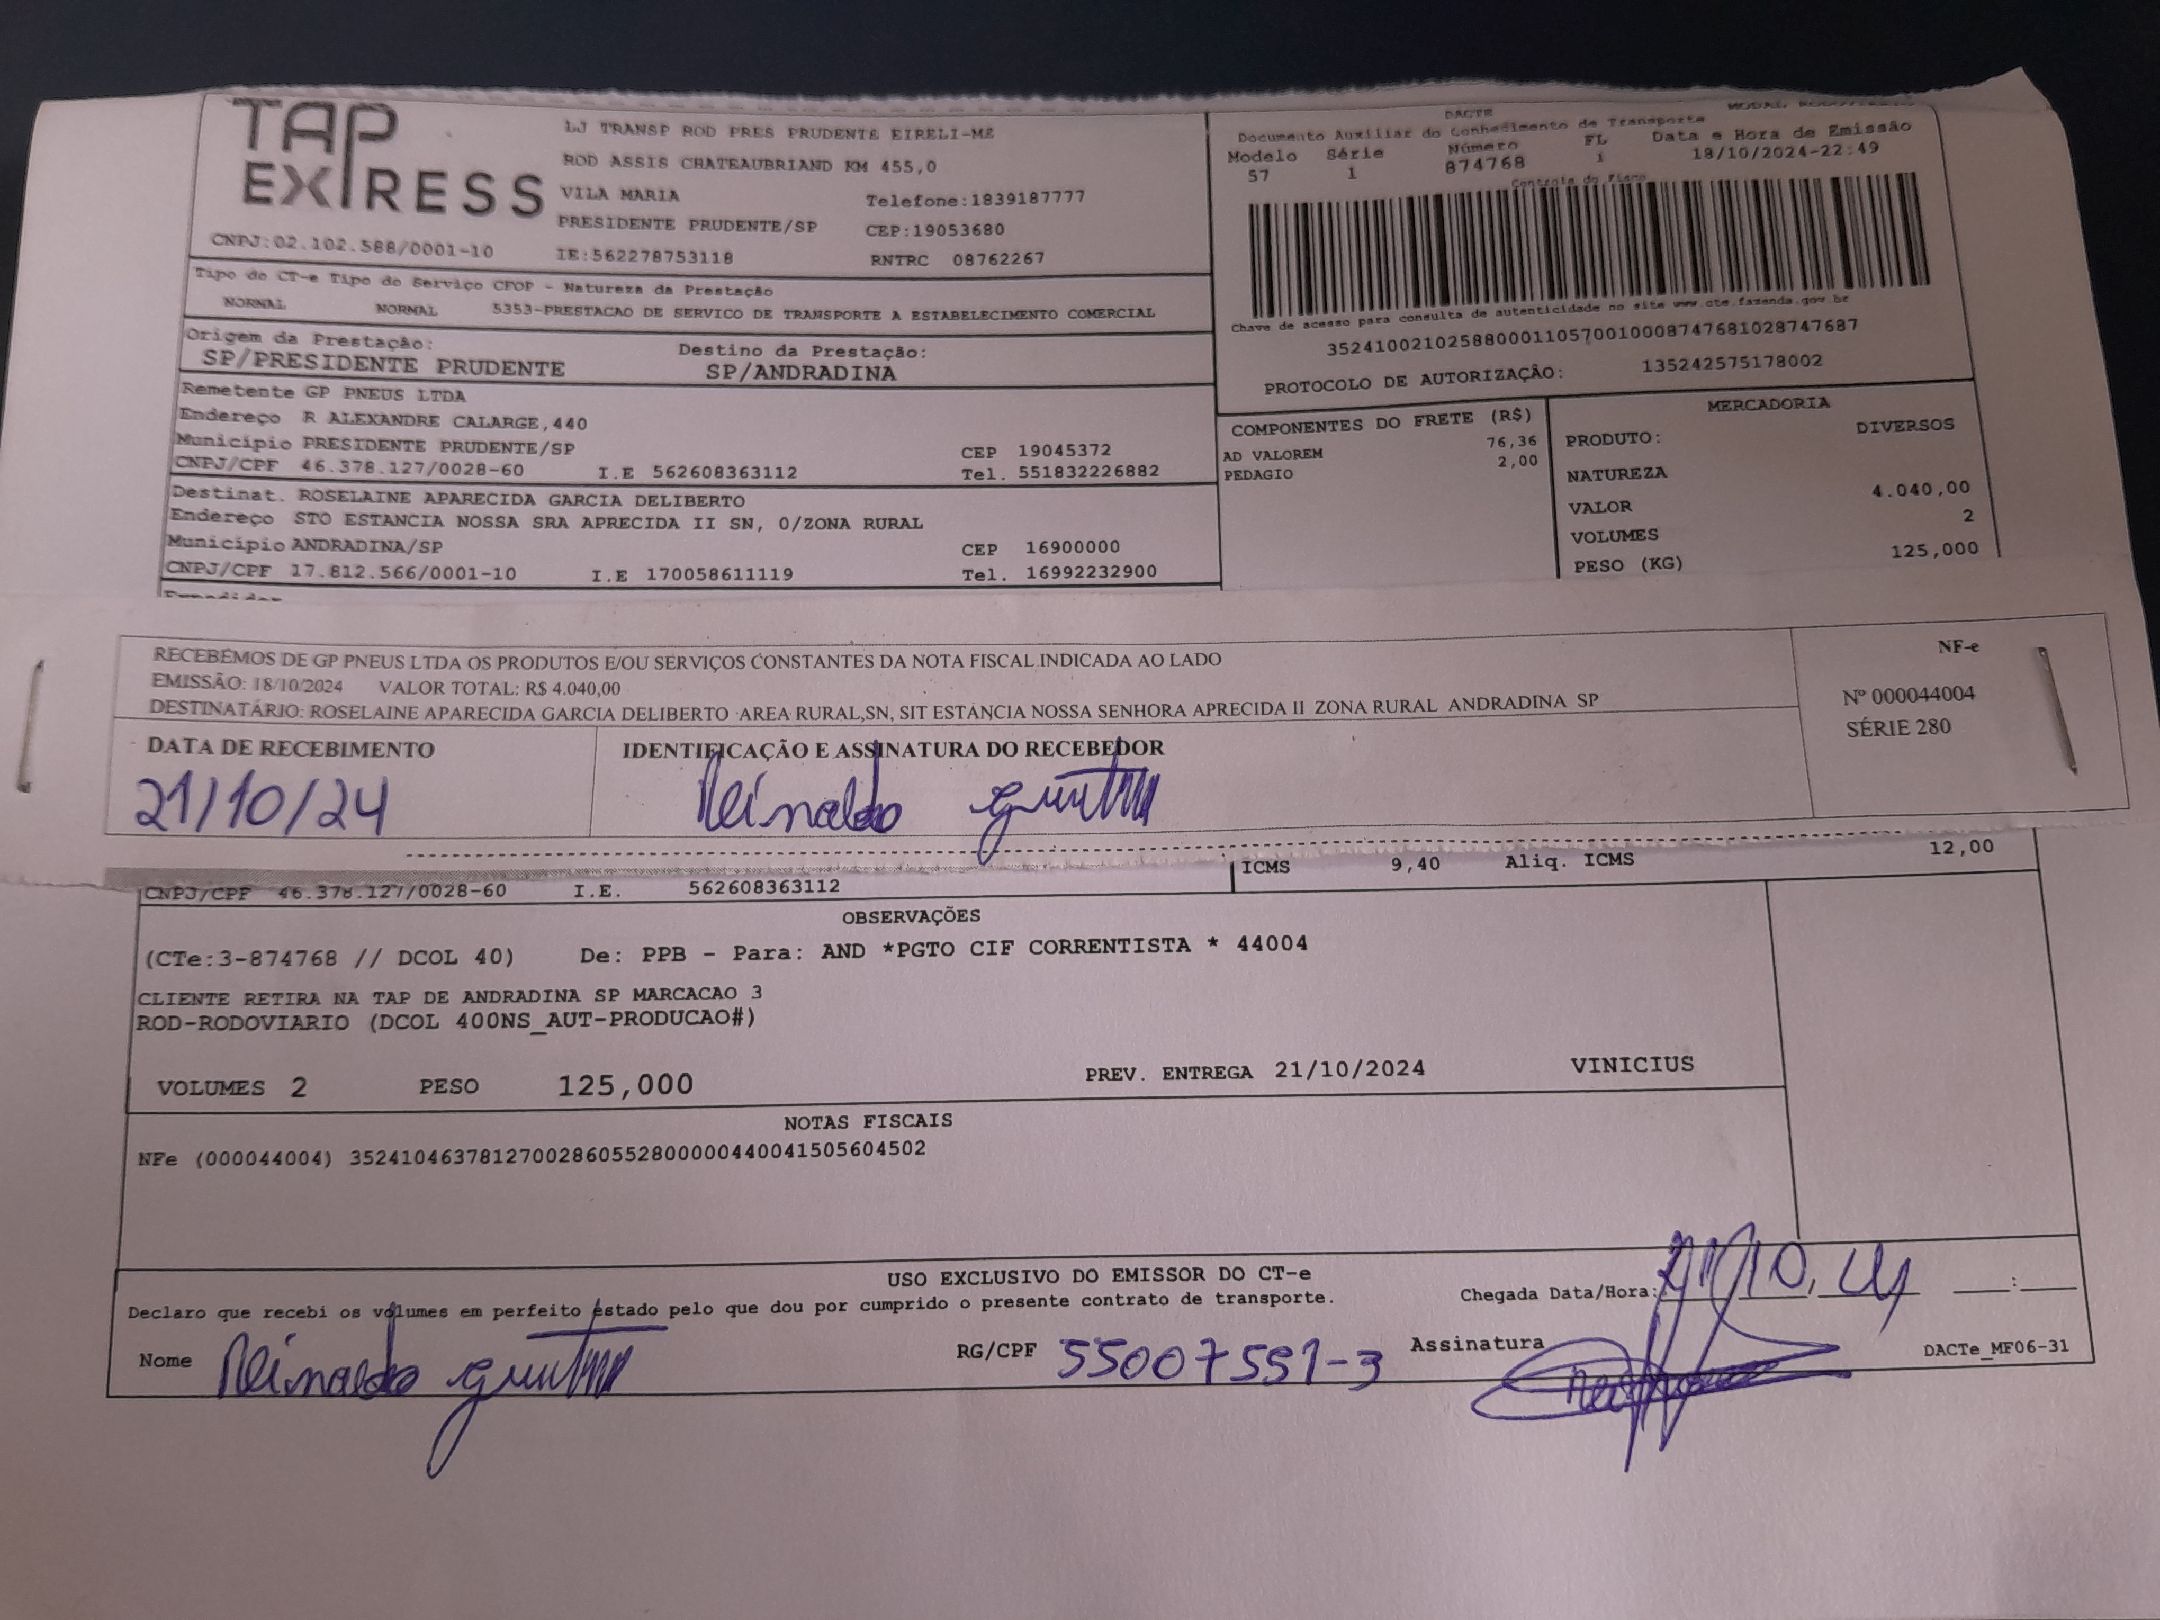 TAP EXPRESS
LJ TRANSP ROD PRES PRUDENTE EIRELI-ME
ROD ASSIS CHATEAUBRIAND KM 455,0
VILA MARIA Telefone:1839187777
PRESIDENTE PRUDENTE/SP CEP:19053680
CNPJ:02.102.588/0001-10 IE:562278753118 RNTRC 08762267
DACTE
Documento Auxiliar do Conhecimento de Transporte
Modelo Série Número FL Data e Hora de Emissão
57 1 874768 1 18/10/2024-22:49
Controle do Fisco
Chave de acesso para consulta de autenticidade no site www.cte.fazenda.gov.br
35241002102588000110570010008747681028747687
PROTOCOLO DE AUTORIZAÇÃO: 135242575178002
Tipo do CT-e Tipo do Serviço CFOP - Natureza da Prestação
NORMAL NORMAL 5353-PRESTACAO DE SERVICO DE TRANSPORTE A ESTABELECIMENTO COMERCIAL
Origem da Prestação: Destino da Prestação:
SP/PRESIDENTE PRUDENTE SP/ANDRADINA
Remetente GP PNEUS LTDA
Endereço R ALEXANDRE CALARGE,440
Município PRESIDENTE PRUDENTE/SP CEP 19045372
CNPJ/CPF 46.378.127/0028-60 I.E 562608363112 Tel. 551832226882
Destinat. ROSELAINE APARECIDA GARCIA DELIBERTO
Endereço STO ESTANCIA NOSSA SRA APRECIDA II SN, 0/ZONA RURAL
Município ANDRADINA/SP CEP 16900000
CNPJ/CPF 17.812.566/0001-10 I.E 170058611119 Tel. 16992232900
COMPONENTES DO FRETE (R$)
AD VALOREM 76,36
PEDAGIO 2,00
MERCADORIA
PRODUTO: DIVERSOS
NATUREZA
VALOR 4.040,00
VOLUMES 2
PESO (KG) 125,000
RECEBEMOS DE GP PNEUS LTDA OS PRODUTOS E/OU SERVIÇOS CONSTANTES DA NOTA FISCAL INDICADA AO LADO
EMISSÃO: 18/10/2024 VALOR TOTAL: R$ 4.040,00
DESTINATÁRIO: ROSELAINE APARECIDA GARCIA DELIBERTO AREA RURAL,SN, SIT ESTÂNCIA NOSSA SENHORA APRECIDA II ZONA RURAL ANDRADINA SP
NF-e
Nº 000044004
SÉRIE 280
DATA DE RECEBIMENTO IDENTIFICAÇÃO E ASSINATURA DO RECEBEDOR
21/10/24 Reinaldo
ICMS 9,40 Aliq. ICMS 12,00
CNPJ/CPF 46.378.127/0028-60 I.E. 562608363112
OBSERVAÇÕES
(CTe:3-874768 // DCOL 40) De: PPB - Para: AND *PGTO CIF CORRENTISTA * 44004
CLIENTE RETIRA NA TAP DE ANDRADINA SP MARCACAO 3
ROD-RODOVIARIO (DCOL 400NS_AUT-PRODUCAO#)
VOLUMES 2 PESO 125,000 PREV. ENTREGA 21/10/2024 VINICIUS
NOTAS FISCAIS
NFe (000044004) 35241046378127002860552800000440041505604502
USO EXCLUSIVO DO EMISSOR DO CT-e
Declaro que recebi os volumes em perfeito estado pelo que dou por cumprido o presente contrato de transporte.
Chegada Data/Hora: 21/10 :
Nome Reinaldo RG/CPF 55007551-3 Assinatura
DACTe_MF06-31